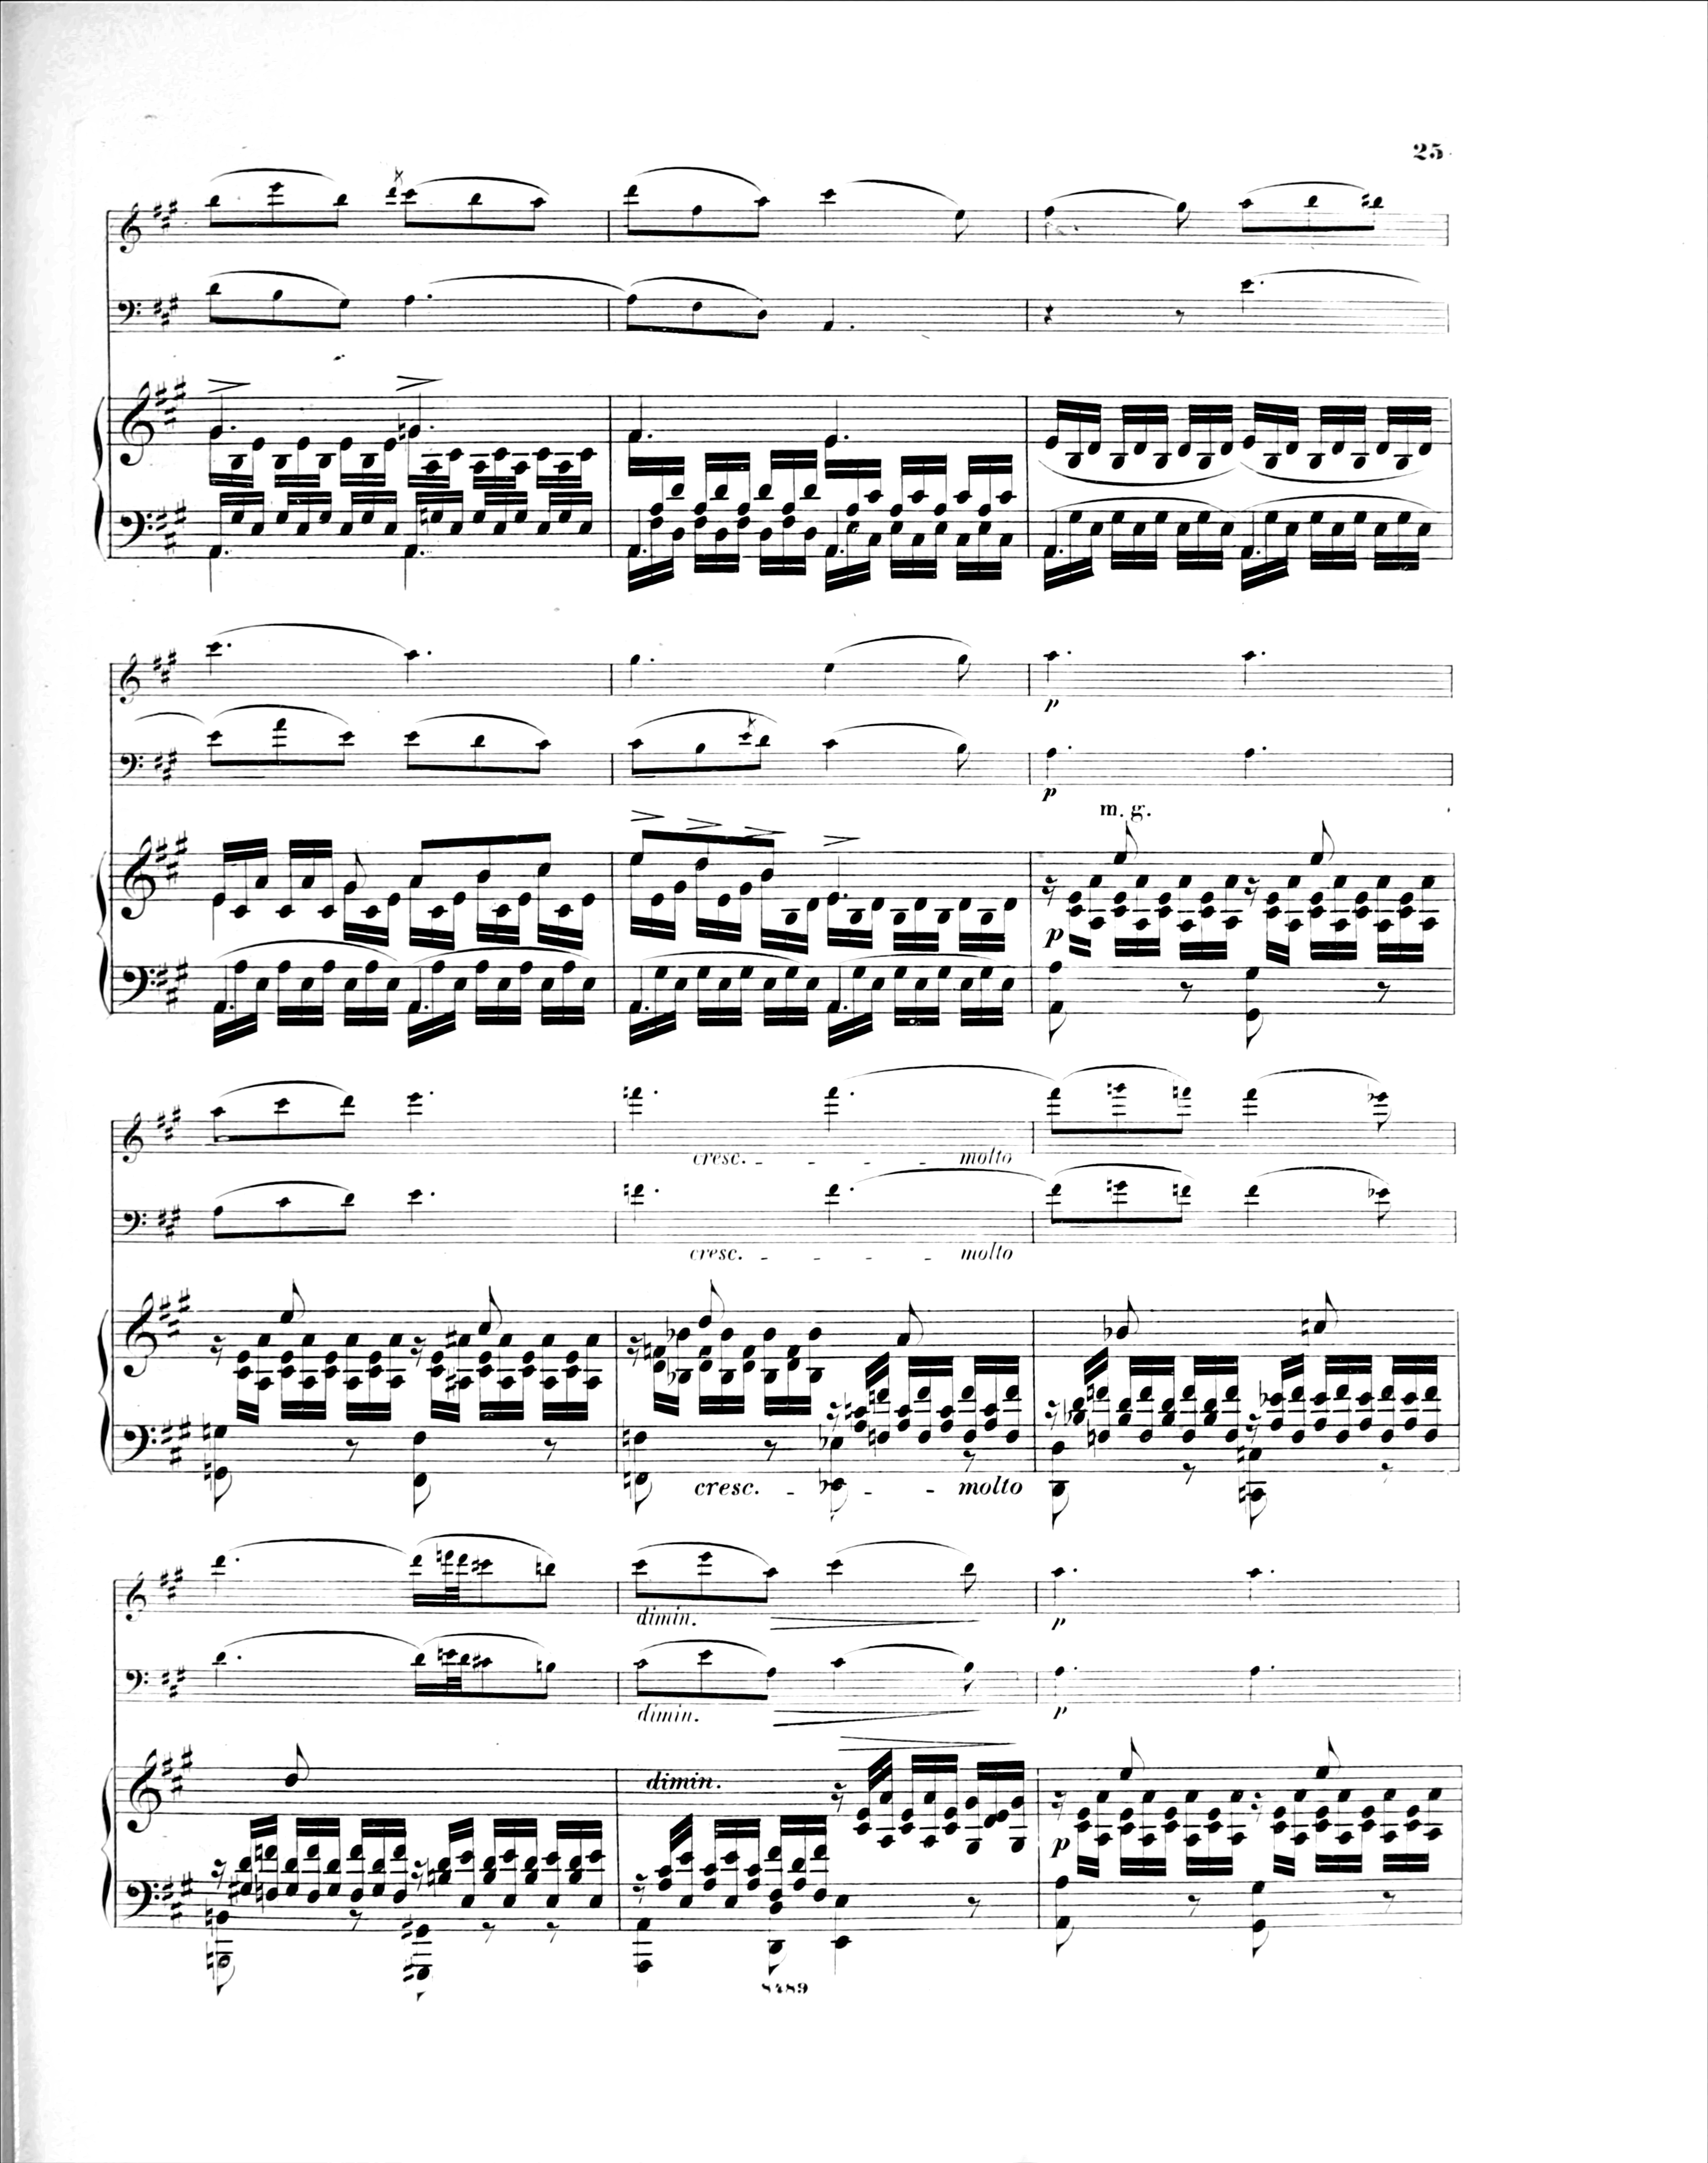 25
p
p
m. g.
p
cresc. - - - - molto
cresc. - - - - molto
cresc. - - - molto
dimin.
p
dimin.
p
dimin.
p
8489